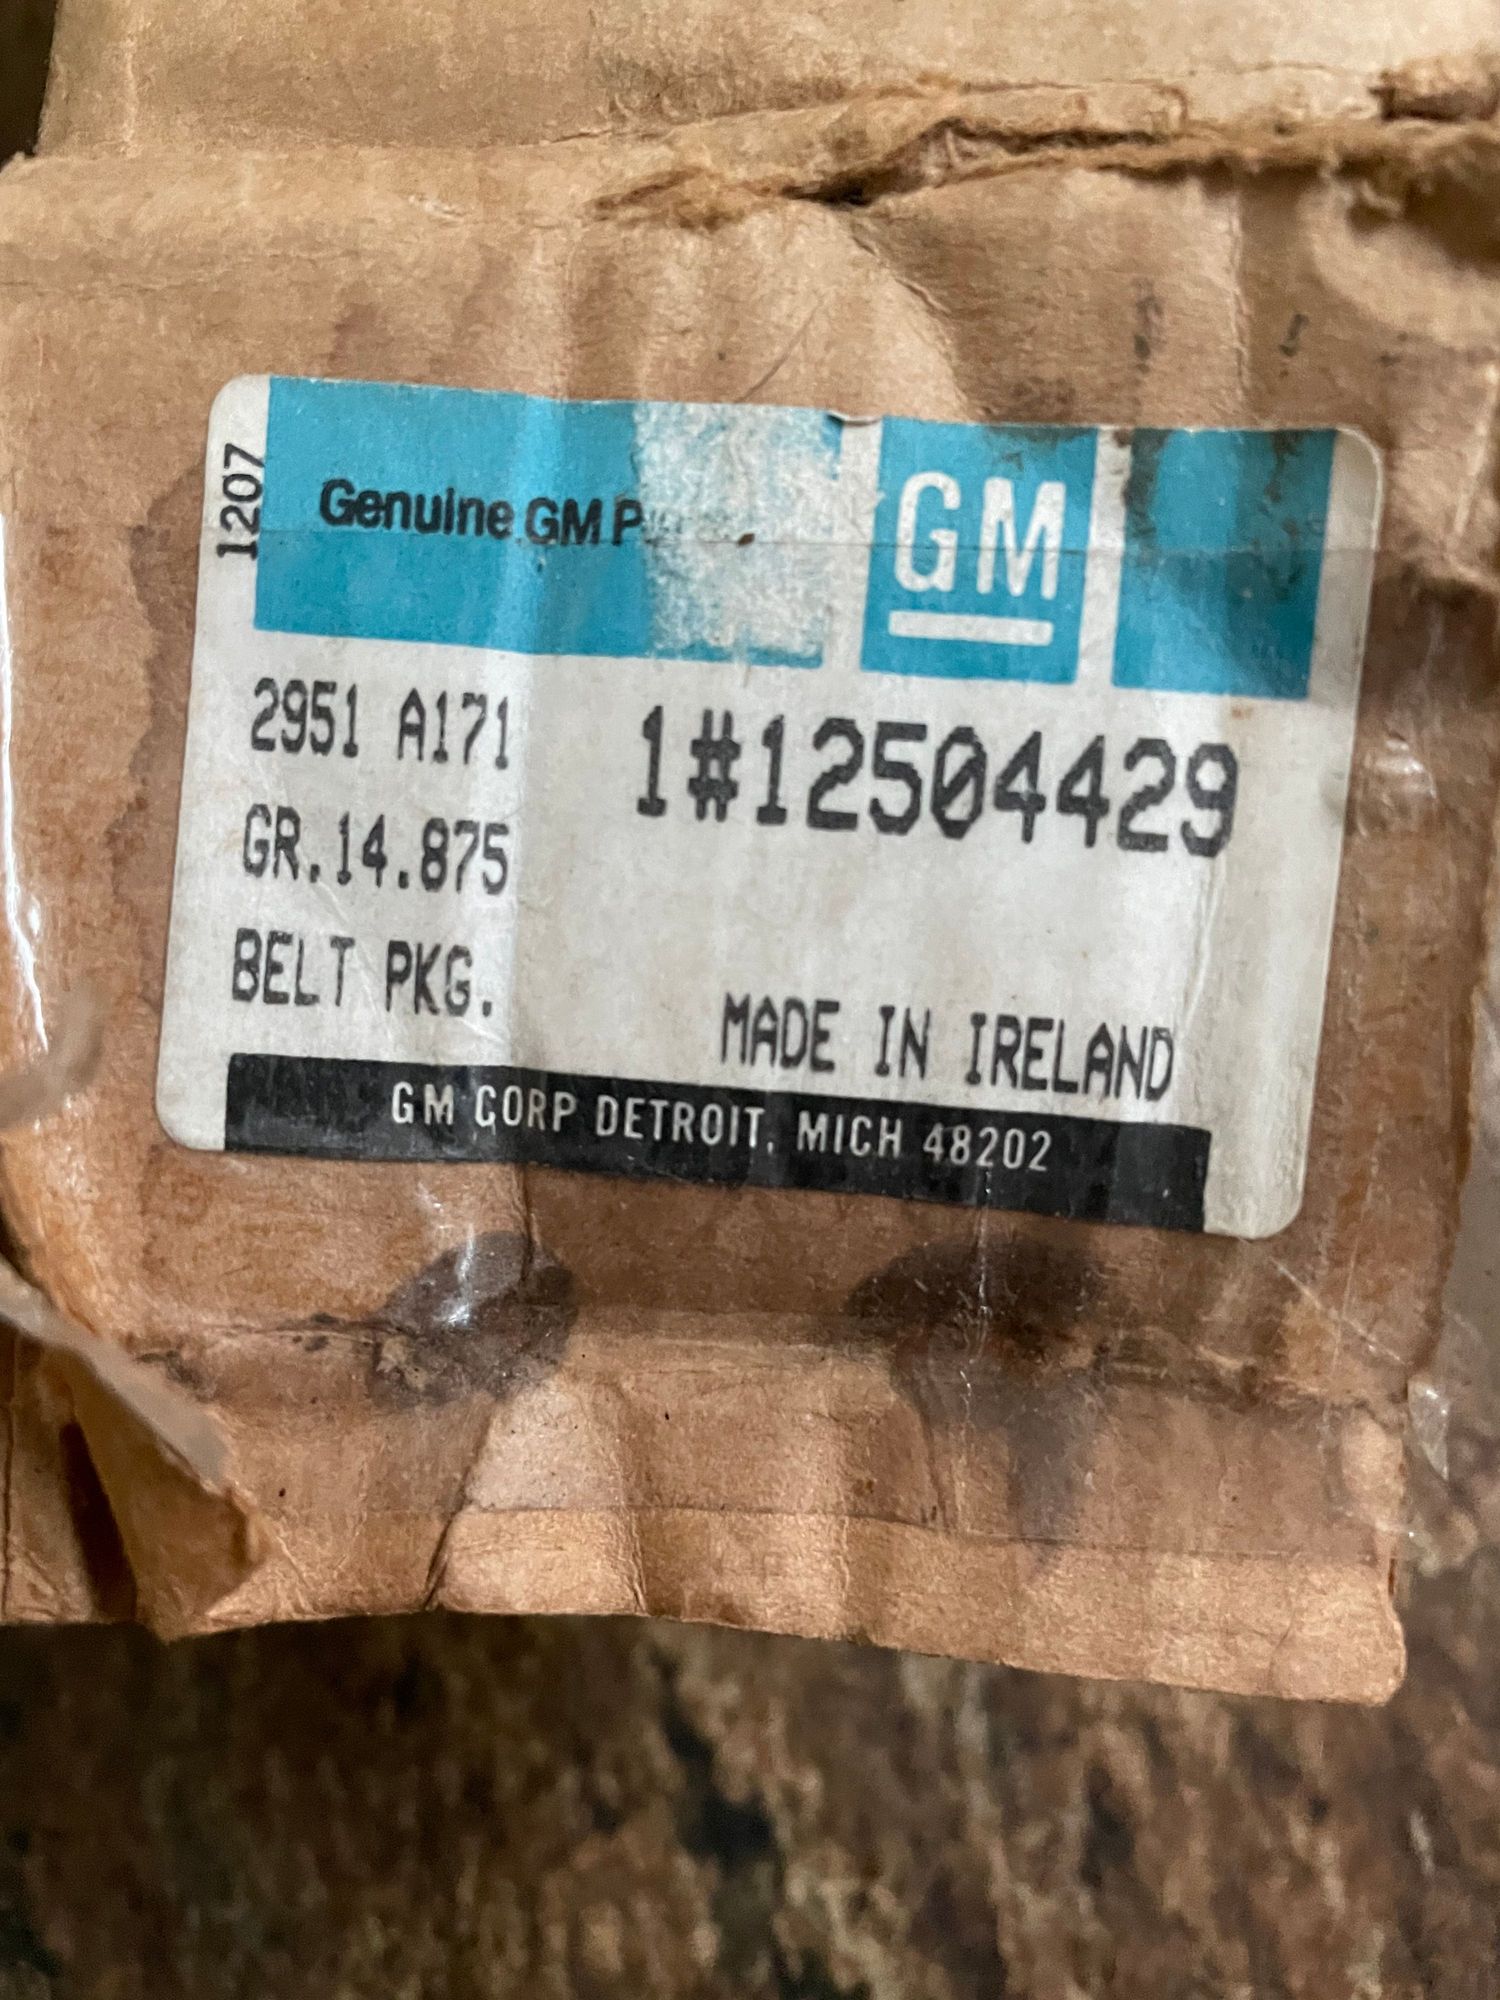 1207
Genuine GM P
GM
2951 A171
1#12504429
GR.14.875
BELT PKG.
MADE IN IRELAND
GM CORP DETROIT, MICH 48202